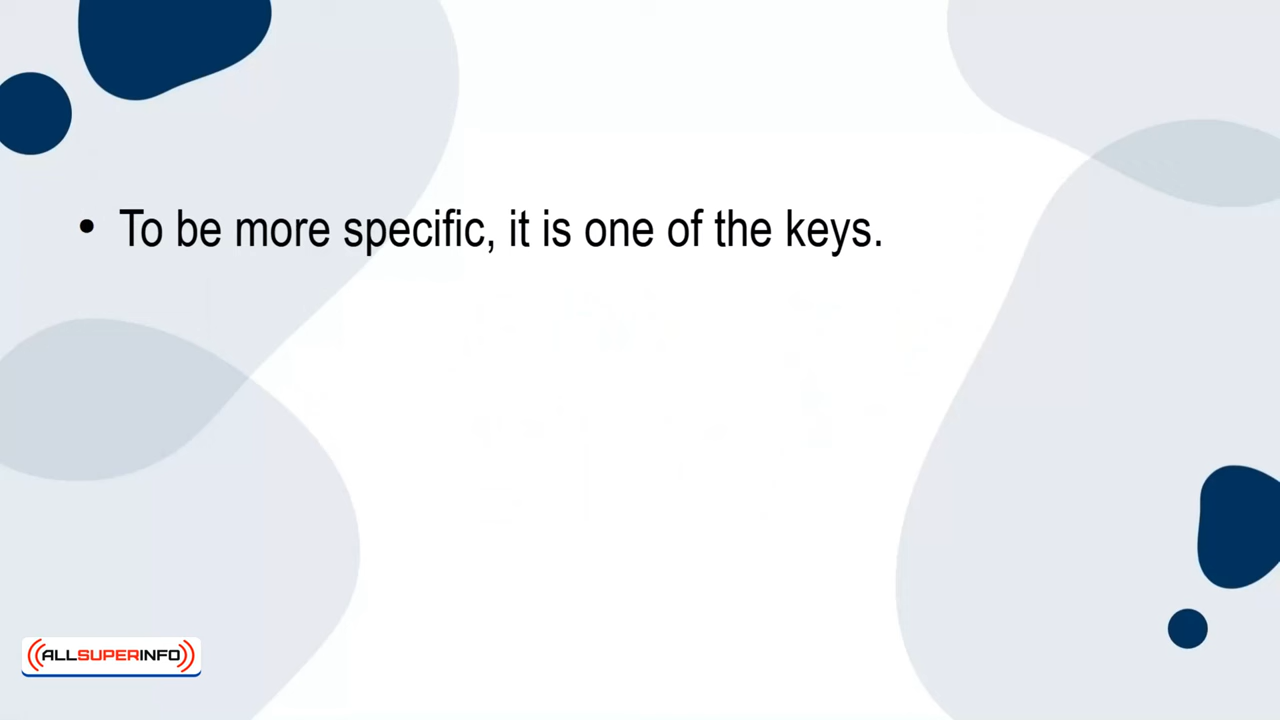 • To be more specific, it is one of the keys.
((ALLSUPERINFO))